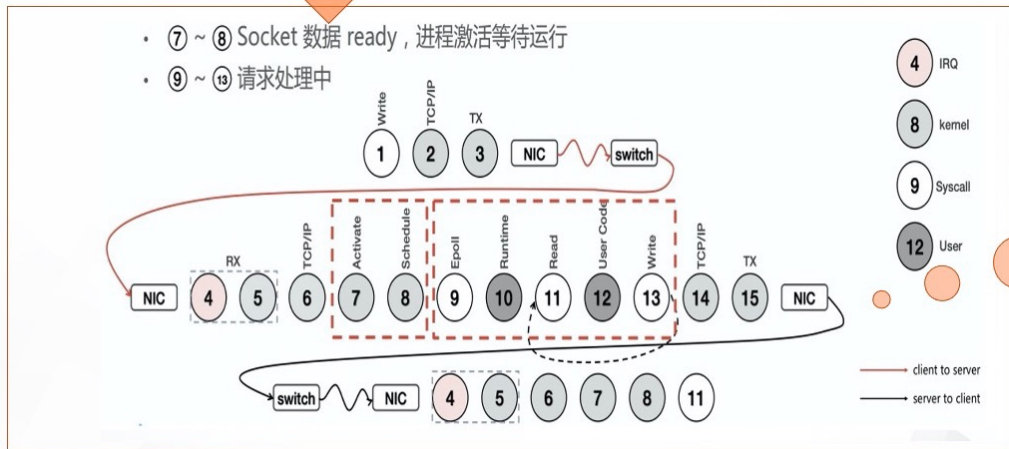 • ⑦ ~ ⑧ Socket 数据 ready，进程激活等待运行
• ⑨ ~ ⑬ 请求处理中
Write TCP/IP TX
1 2 3 NIC switch
RX TCP/IP Activate Schedule Epoll Runtime Read User Code Write TCP/IP TX
NIC 4 5 6 7 8 9 10 11 12 13 14 15 NIC
switch NIC 4 5 6 7 8 11
4 IRQ
8 kernel
9 Syscall
12 User
client to server
server to client